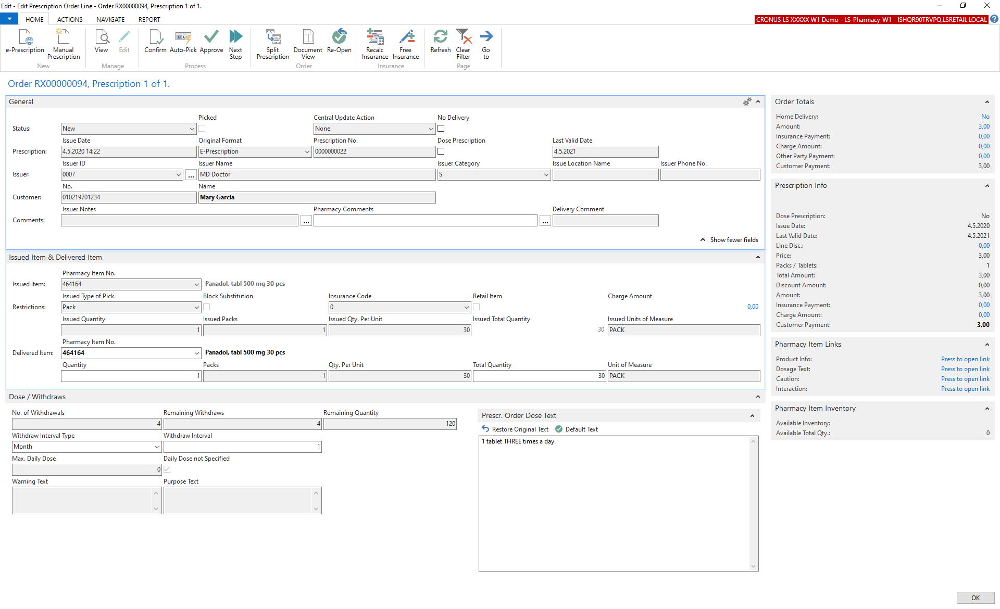 Edit - Edit Prescription Order Line - Order RX00000094, Prescription 1 of 1.
HOME ACTIONS NAVIGATE REPORT
CRONUS LS XXXXX W1 Demo - LS-Pharmacy-W1 - ISHQR90TRVPQ.LSRETAIL.LOCAL
e-Prescription
Manual Prescription
New
View
Edit
Manage
Confirm
Auto-Pick
Approve
Next Step
Process
Split Prescription
Document View
Re-Open
Order
Recalc Insurance
Free Insurance
Insurance
Refresh
Clear Filter
Go to
Page
Order RX00000094, Prescription 1 of 1.
General
Picked Central Update Action No Delivery
Status: New None
Issue Date Original Format Prescription No. Dose Prescription Last Valid Date
Prescription: 4.5.2020 14:22 E-Prescription 0000000022 4.5.2021
Issuer ID Issuer Name Issuer Category Issue Location Name Issuer Phone No.
Issuer: 0007 ... MD Doctor S
No. Name
Customer: 010219701234 Mary García
Issuer Notes Pharmacy Comments Delivery Comment
Comments: ... ...
Show fewer fields
Issued Item & Delivered Item
Pharmacy Item No.
Issued Item: 464164 Panadol, tabl 500 mg 30 pcs
Issued Type of Pick Block Substitution Insurance Code Retail Item Charge Amount
Restrictions: Pack 0 0,00
Issued Quantity Issued Packs Issued Qty. Per Unit Issued Total Quantity Issued Units of Measure
1 1 30 30 PACK
Pharmacy Item No.
Delivered Item: 464164 Panadol, tabl 500 mg 30 pcs
Quantity Packs Qty. Per Unit Total Quantity Unit of Measure
1 1 30 30 PACK
Dose / Withdraws
No. of Withdrawals Remaining Withdraws Remaining Quantity
4 4 120
Withdraw Interval Type Withdraw Interval
Month 1
Max. Daily Dose Daily Dose not Specified
0
Warning Text Purpose Text
Prescr. Order Dose Text
Restore Original Text Default Text
1 tablet THREE times a day
Order Totals
Home Delivery: No
Amount: 3,00
Insurance Payment: 0,00
Charge Amount: 0,00
Other Party Payment: 0,00
Customer Payment: 3,00
Prescription Info
Dose Prescription: No
Issue Date: 4.5.2020
Last Valid Date: 4.5.2021
Line Disc.: 0,00
Price: 3,00
Packs / Tablets: 1
Total Amount: 3,00
Discount Amount: 0,00
Amount: 3,00
Insurance Payment: 0,00
Charge Amount: 0,00
Customer Payment: 3,00
Pharmacy Item Links
Product Info: Press to open link
Dosage Text: Press to open link
Caution: Press to open link
Interaction: Press to open link
Pharmacy Item Inventory
Available Inventory:
Available Total Qty.: 0
OK